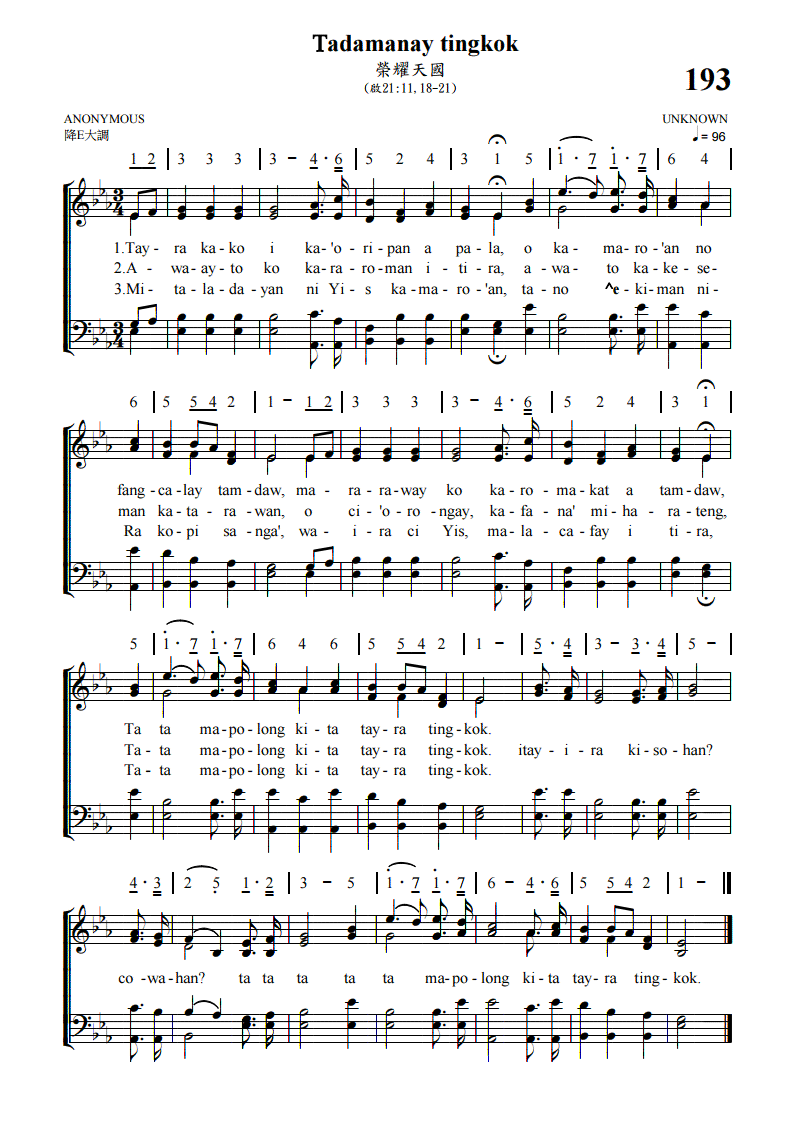 Tadamanay tingkok
榮耀天國
(啟21:11,18-21)
193
ANONYMOUS
UNKNOWN
降E大調
♩= 96
1 2 | 3 3 3 | 3 - 4 · 6 | 5 2 4 | 3 1 5 | i · 7 i · 7 | 6 4 |
1.Tay- ra ka-ko i ka-'o-ri-pan a pa-la, o ka- ma-ro-'an no
2.A- wa-ay-to ko ka-ra-ro-man i-ti-ra, a-wa- to ka-ke-se-
3.Mi- ta-la-da-yan ni Yi-s ka-ma-ro-'an, ta-no ^e-ki-man ni-
6 | 5 5 4 2 | 1 - 1 2 | 3 3 3 | 3 - 4 · 6 | 5 2 4 | 3 1 |
fang-ca-lay tam-daw, ma-ra-ra-way ko ka-ro-ma-kat a tam-daw,
man ka-ta-ra-wan, o ci-'o-ro-ngay, ka-fa-na' mi-ha-ra-teng,
Ra ko-pi sa-nga', wa-i-ra ci Yis, ma-la-ca-fay i ti-ra,
5 | i · 7 i · 7 | 6 4 6 | 5 5 4 2 | 1 - | 5 · 4 | 3 - 3 · 4 | 5 -
Ta ta ma-po-long ki-ta tay-ra ting-kok.
Ta-ta ma-po-long ki-ta tay-ra ting-kok. itay-i-ra ki-so-han?
Ta-ta ma-po-long ki-ta tay-ra ting-kok.
4 · 3 | 2 5 1 · 2 | 3 - 5 | i · 7 i · 7 | 6 - 4 · 6 | 5 5 4 2 | 1 - ‖
co-wa-han? ta ta ta ta ta ma-po-long ki-ta tay-ra ting-kok.